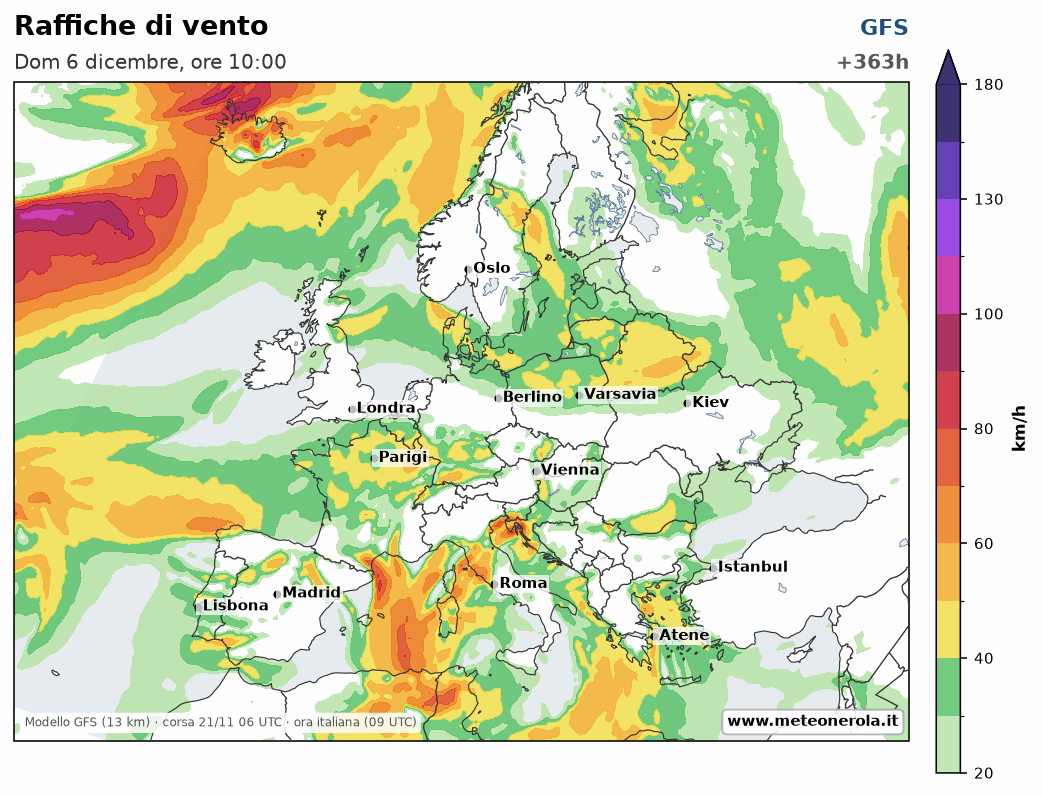 Raffiche di vento
GFS
Dom 6 dicembre, ore 10:00
+363h
180
130
100
80
60
40
20
km/h
Oslo
Berlino
Varsavia
Kiev
Londra
Parigi
Vienna
Istanbul
Roma
Madrid
Lisbona
Atene
Modello GFS (13 km) · corsa 21/11 06 UTC · ora italiana (09 UTC)
www.meteonerola.it